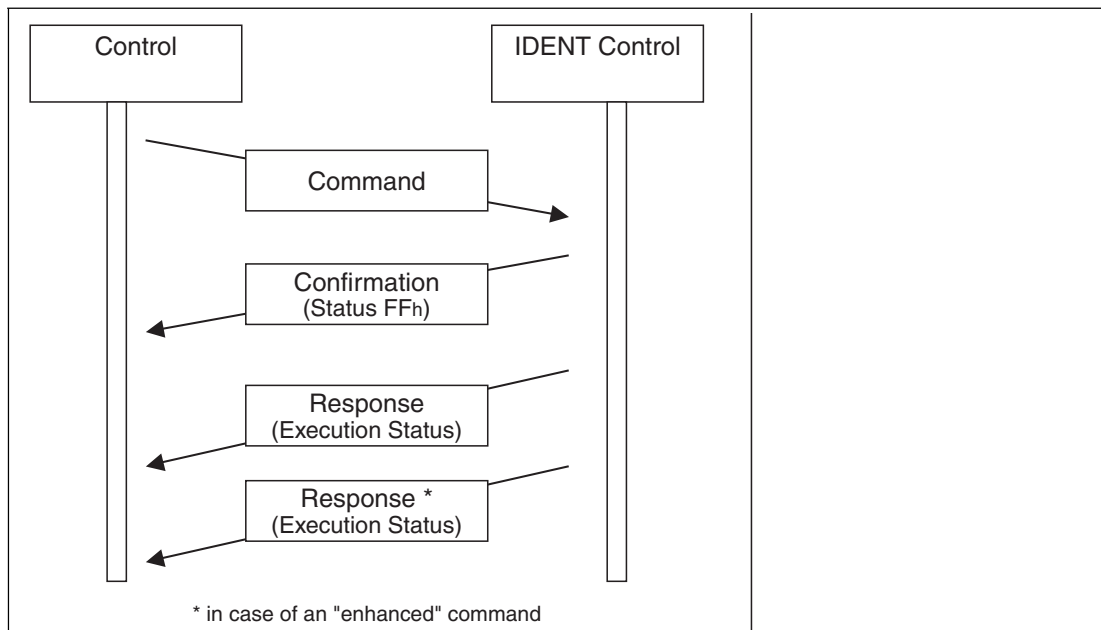 Control
IDENT Control
Command
Confirmation
(Status FFh)
Response
(Execution Status)
Response *
(Execution Status)
* in case of an "enhanced" command